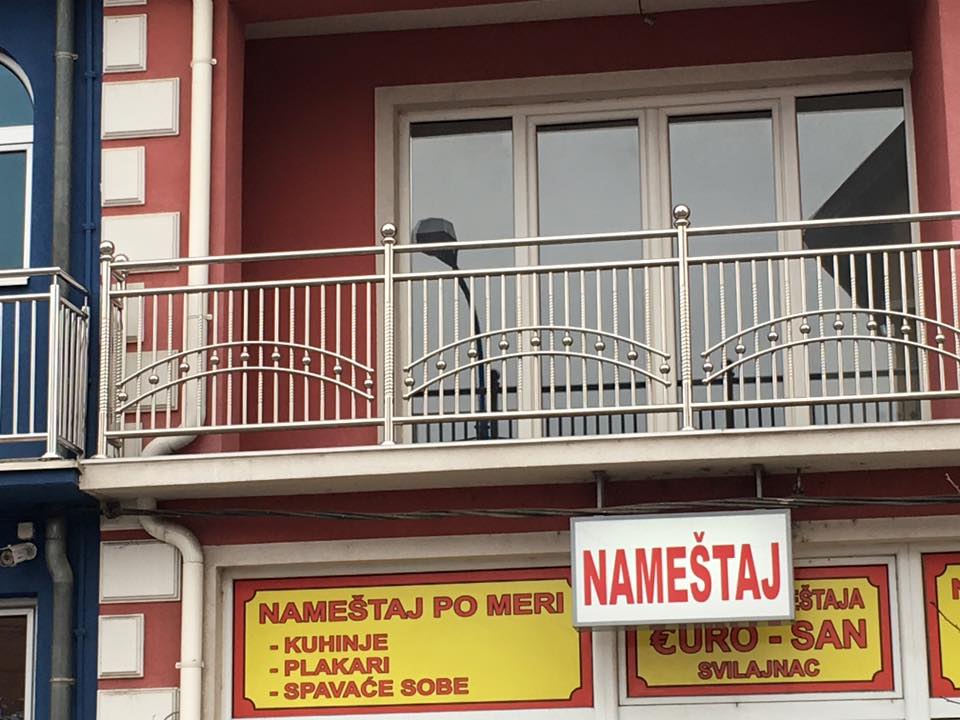 NAMEŠTAJ
NAMEŠTAJ PO MERI
- KUHINJE
- PLAKARI
- SPAVAĆE SOBE
€URO - SAN
SVILAJNAC